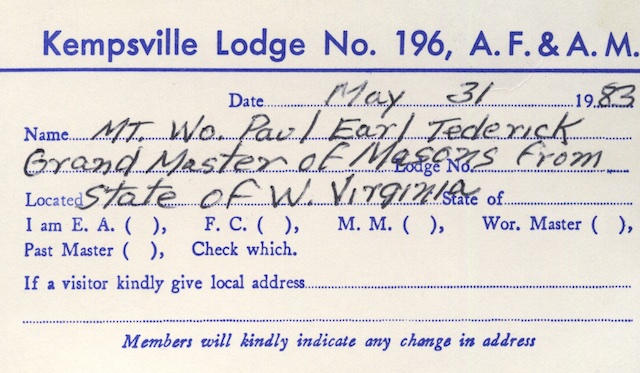 Kempsville Lodge No. 196, A. F. & A. M.
Date May 31 1983
Name Mt. Wo. Paul Earl Tederick
Grand Master of Masons from Lodge No.
Located State of W. Virginia State of
I am E. A. ( ), F. C. ( ), M. M. ( ), Wor. Master ( ),
Past Master ( ), Check which.
If a visitor kindly give local address
Members will kindly indicate any change in address